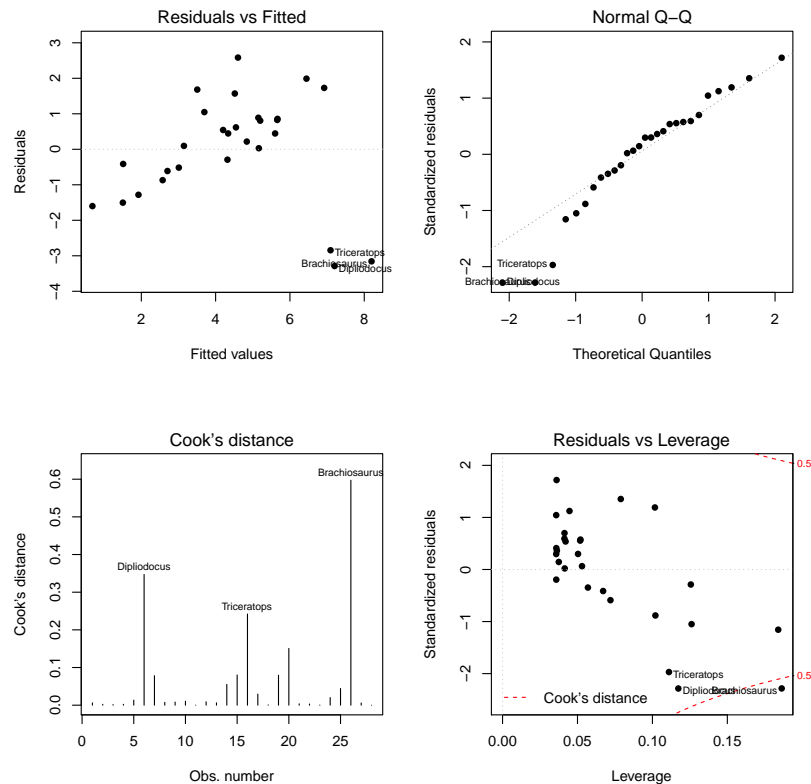 Residuals vs Fitted
Residuals
3
2
1
0
−1
−2
−3
−4
Triceratops
Brachiosaurus
Dipliodocus
2
4
6
8
Fitted values
Normal Q−Q
Standardized residuals
2
1
0
−1
−2
Triceratops
Brachiosaurus
Dipliodocus
−2
−1
0
1
2
Theoretical Quantiles
Cook's distance
Cook's distance
0.6
0.5
0.4
0.3
0.2
0.1
0.0
Brachiosaurus
Dipliodocus
Triceratops
0
5
10
15
20
25
Obs. number
Residuals vs Leverage
Standardized residuals
2
1
0
−1
−2
0.5
0.5
Triceratops
Dipliodocus
Brachiosaurus
Cook's distance
0.00
0.05
0.10
0.15
Leverage